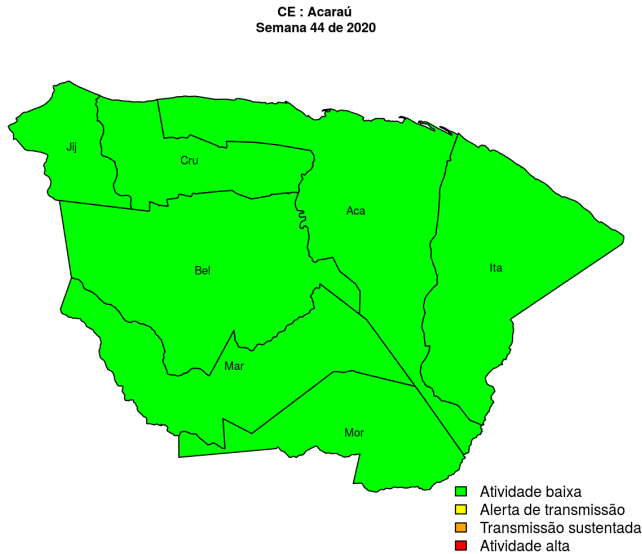 CE : Acaraú
Semana 44 de 2020
Jij
Cru
Aca
Bel
Ita
Mar
Mor
Atividade baixa
Alerta de transmissão
Transmissão sustentada
Atividade alta